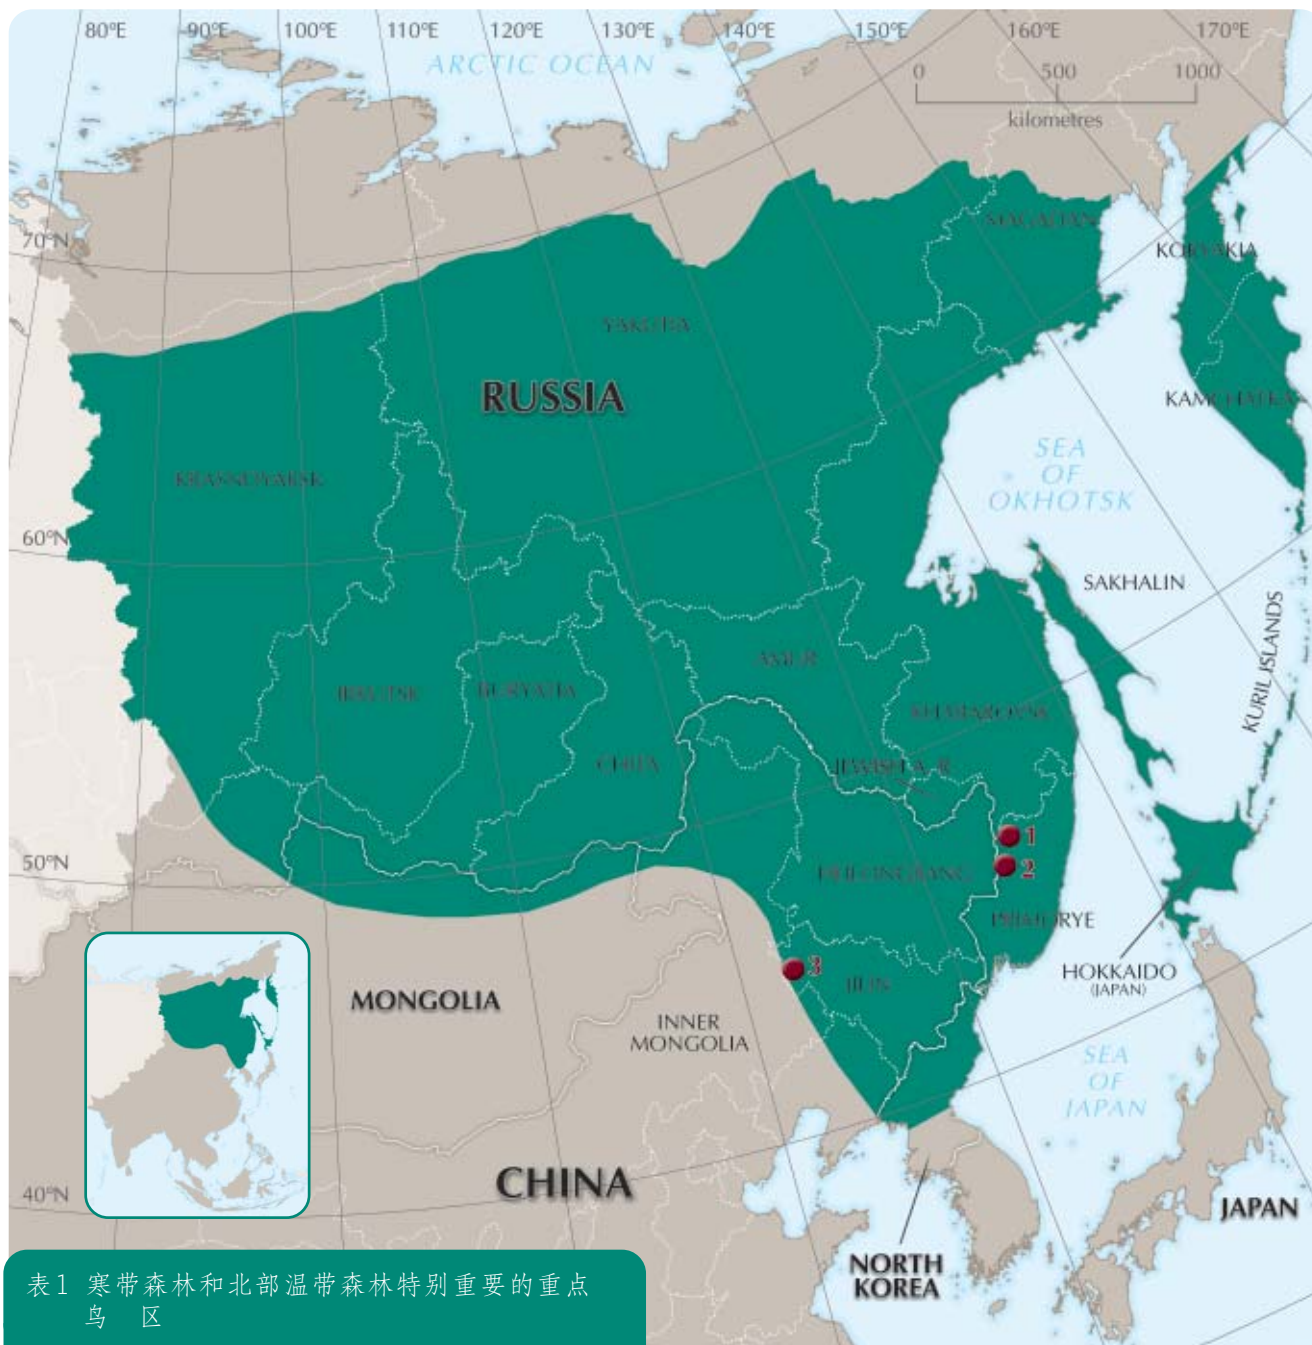 80°E 90°E 100°E 110°E 120°E 130°E 140°E 150°E 160°E 170°E
ARCTIC OCEAN
0 500 1000
kilometres
70°N
MAGADAN
KORYAKIA
YAKUTIA
RUSSIA
KAMCHATKA
SEA
OF
OKHOTSK
KRASNOYARSK
60°N
SAKHALIN
KURIL ISLANDS
AMUR
IRKUTSK
BURYATIA
KHABAROVSK
CHITA
JEWISH A. R.
1
2
50°N
HEILONGJIANG
PRIMORYE
3
JILIN
HOKKAIDO
(JAPAN)
MONGOLIA
INNER
MONGOLIA
SEA
OF
JAPAN
CHINA
40°N
JAPAN
NORTH
KOREA
表1 寒带森林和北部温带森林特别重要的重点
鸟 区